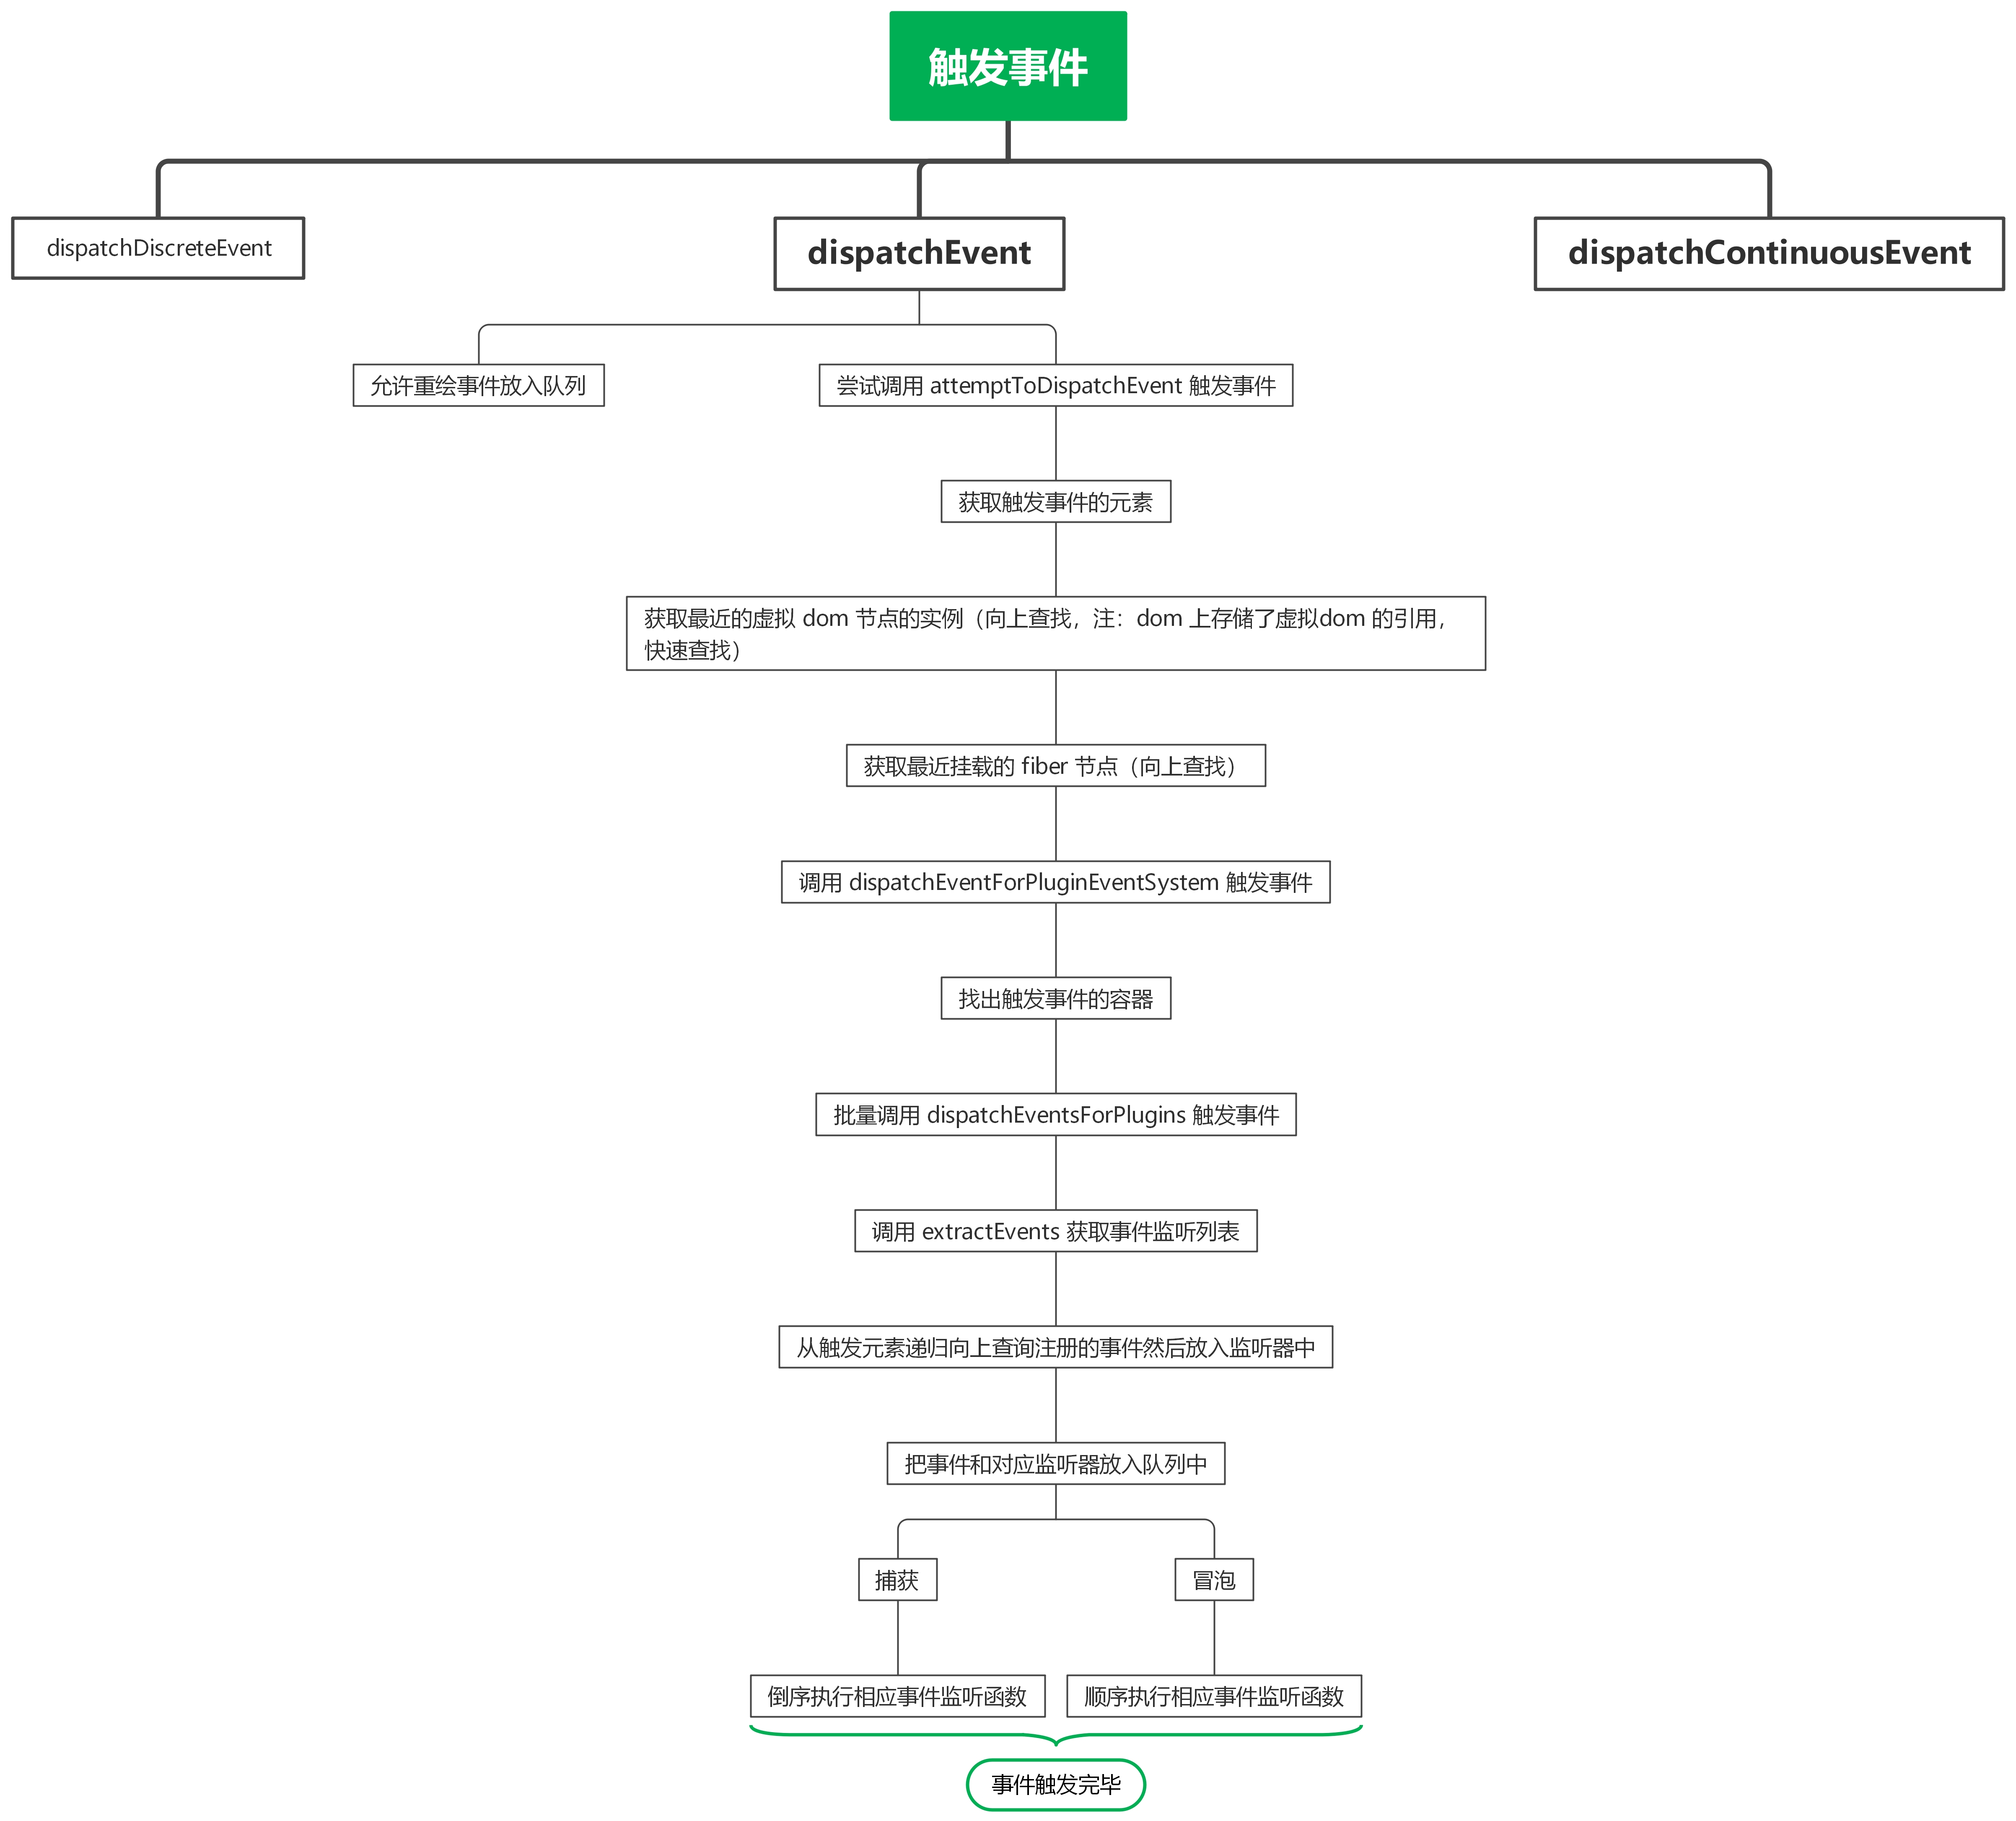 触发事件
dispatchDiscreteEvent
dispatchEvent
dispatchContinuousEvent
允许重绘事件放入队列
尝试调用 attemptToDispatchEvent 触发事件
获取触发事件的元素
获取最近的虚拟 dom 节点的实例（向上查找，注：dom 上存储了虚拟dom 的引用，
快速查找）
获取最近挂载的 fiber 节点（向上查找）
调用 dispatchEventForPluginEventSystem 触发事件
找出触发事件的容器
批量调用 dispatchEventsForPlugins 触发事件
调用 extractEvents 获取事件监听列表
从触发元素递归向上查询注册的事件然后放入监听器中
把事件和对应监听器放入队列中
捕获
冒泡
倒序执行相应事件监听函数
顺序执行相应事件监听函数
事件触发完毕